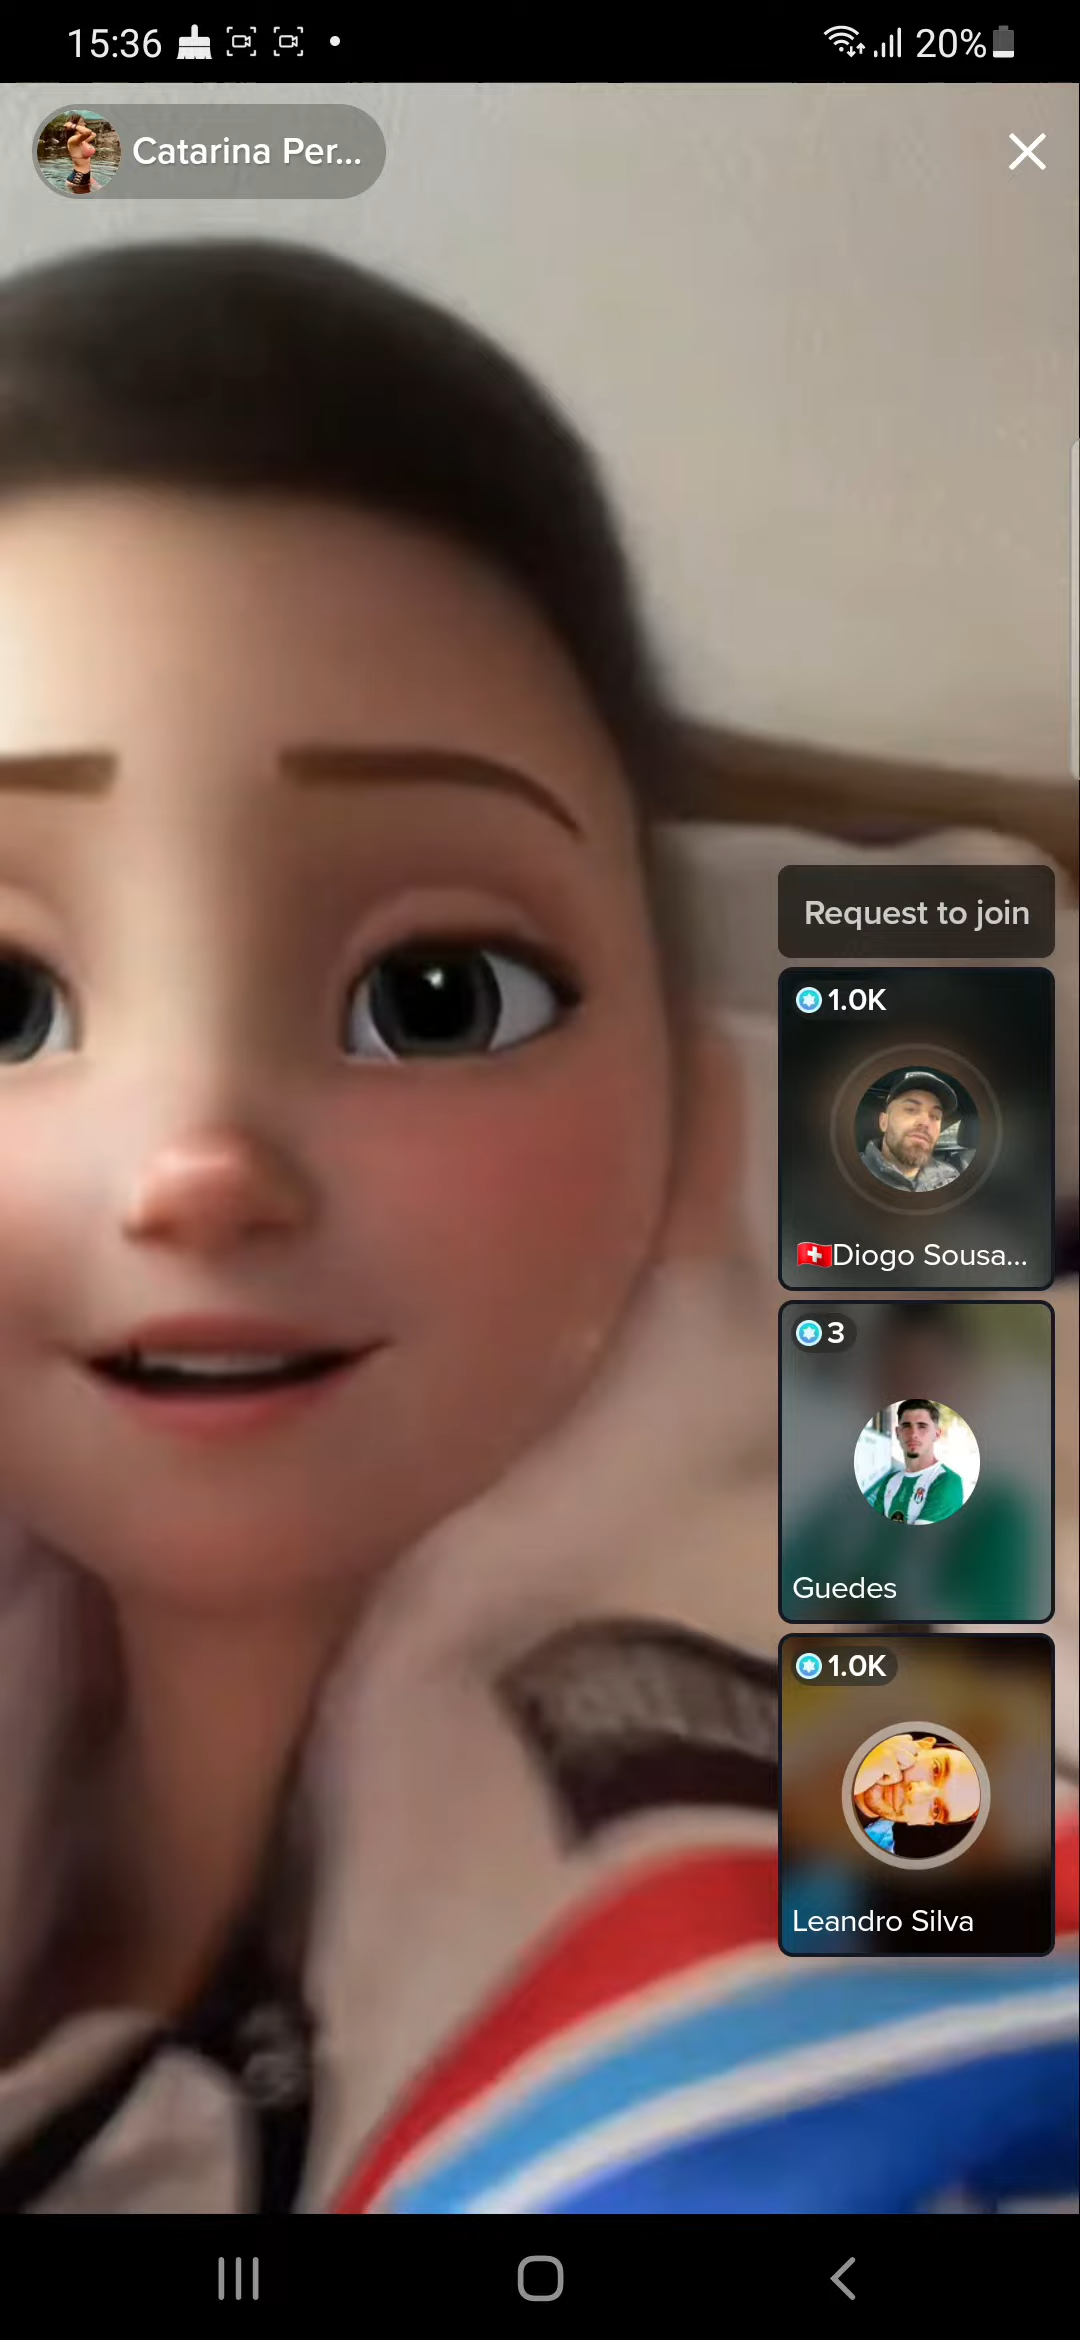 15:36
20%
Catarina Per...
Request to join
1.0K
🇨🇭Diogo Sousa...
3
Guedes
1.0K
Leandro Silva